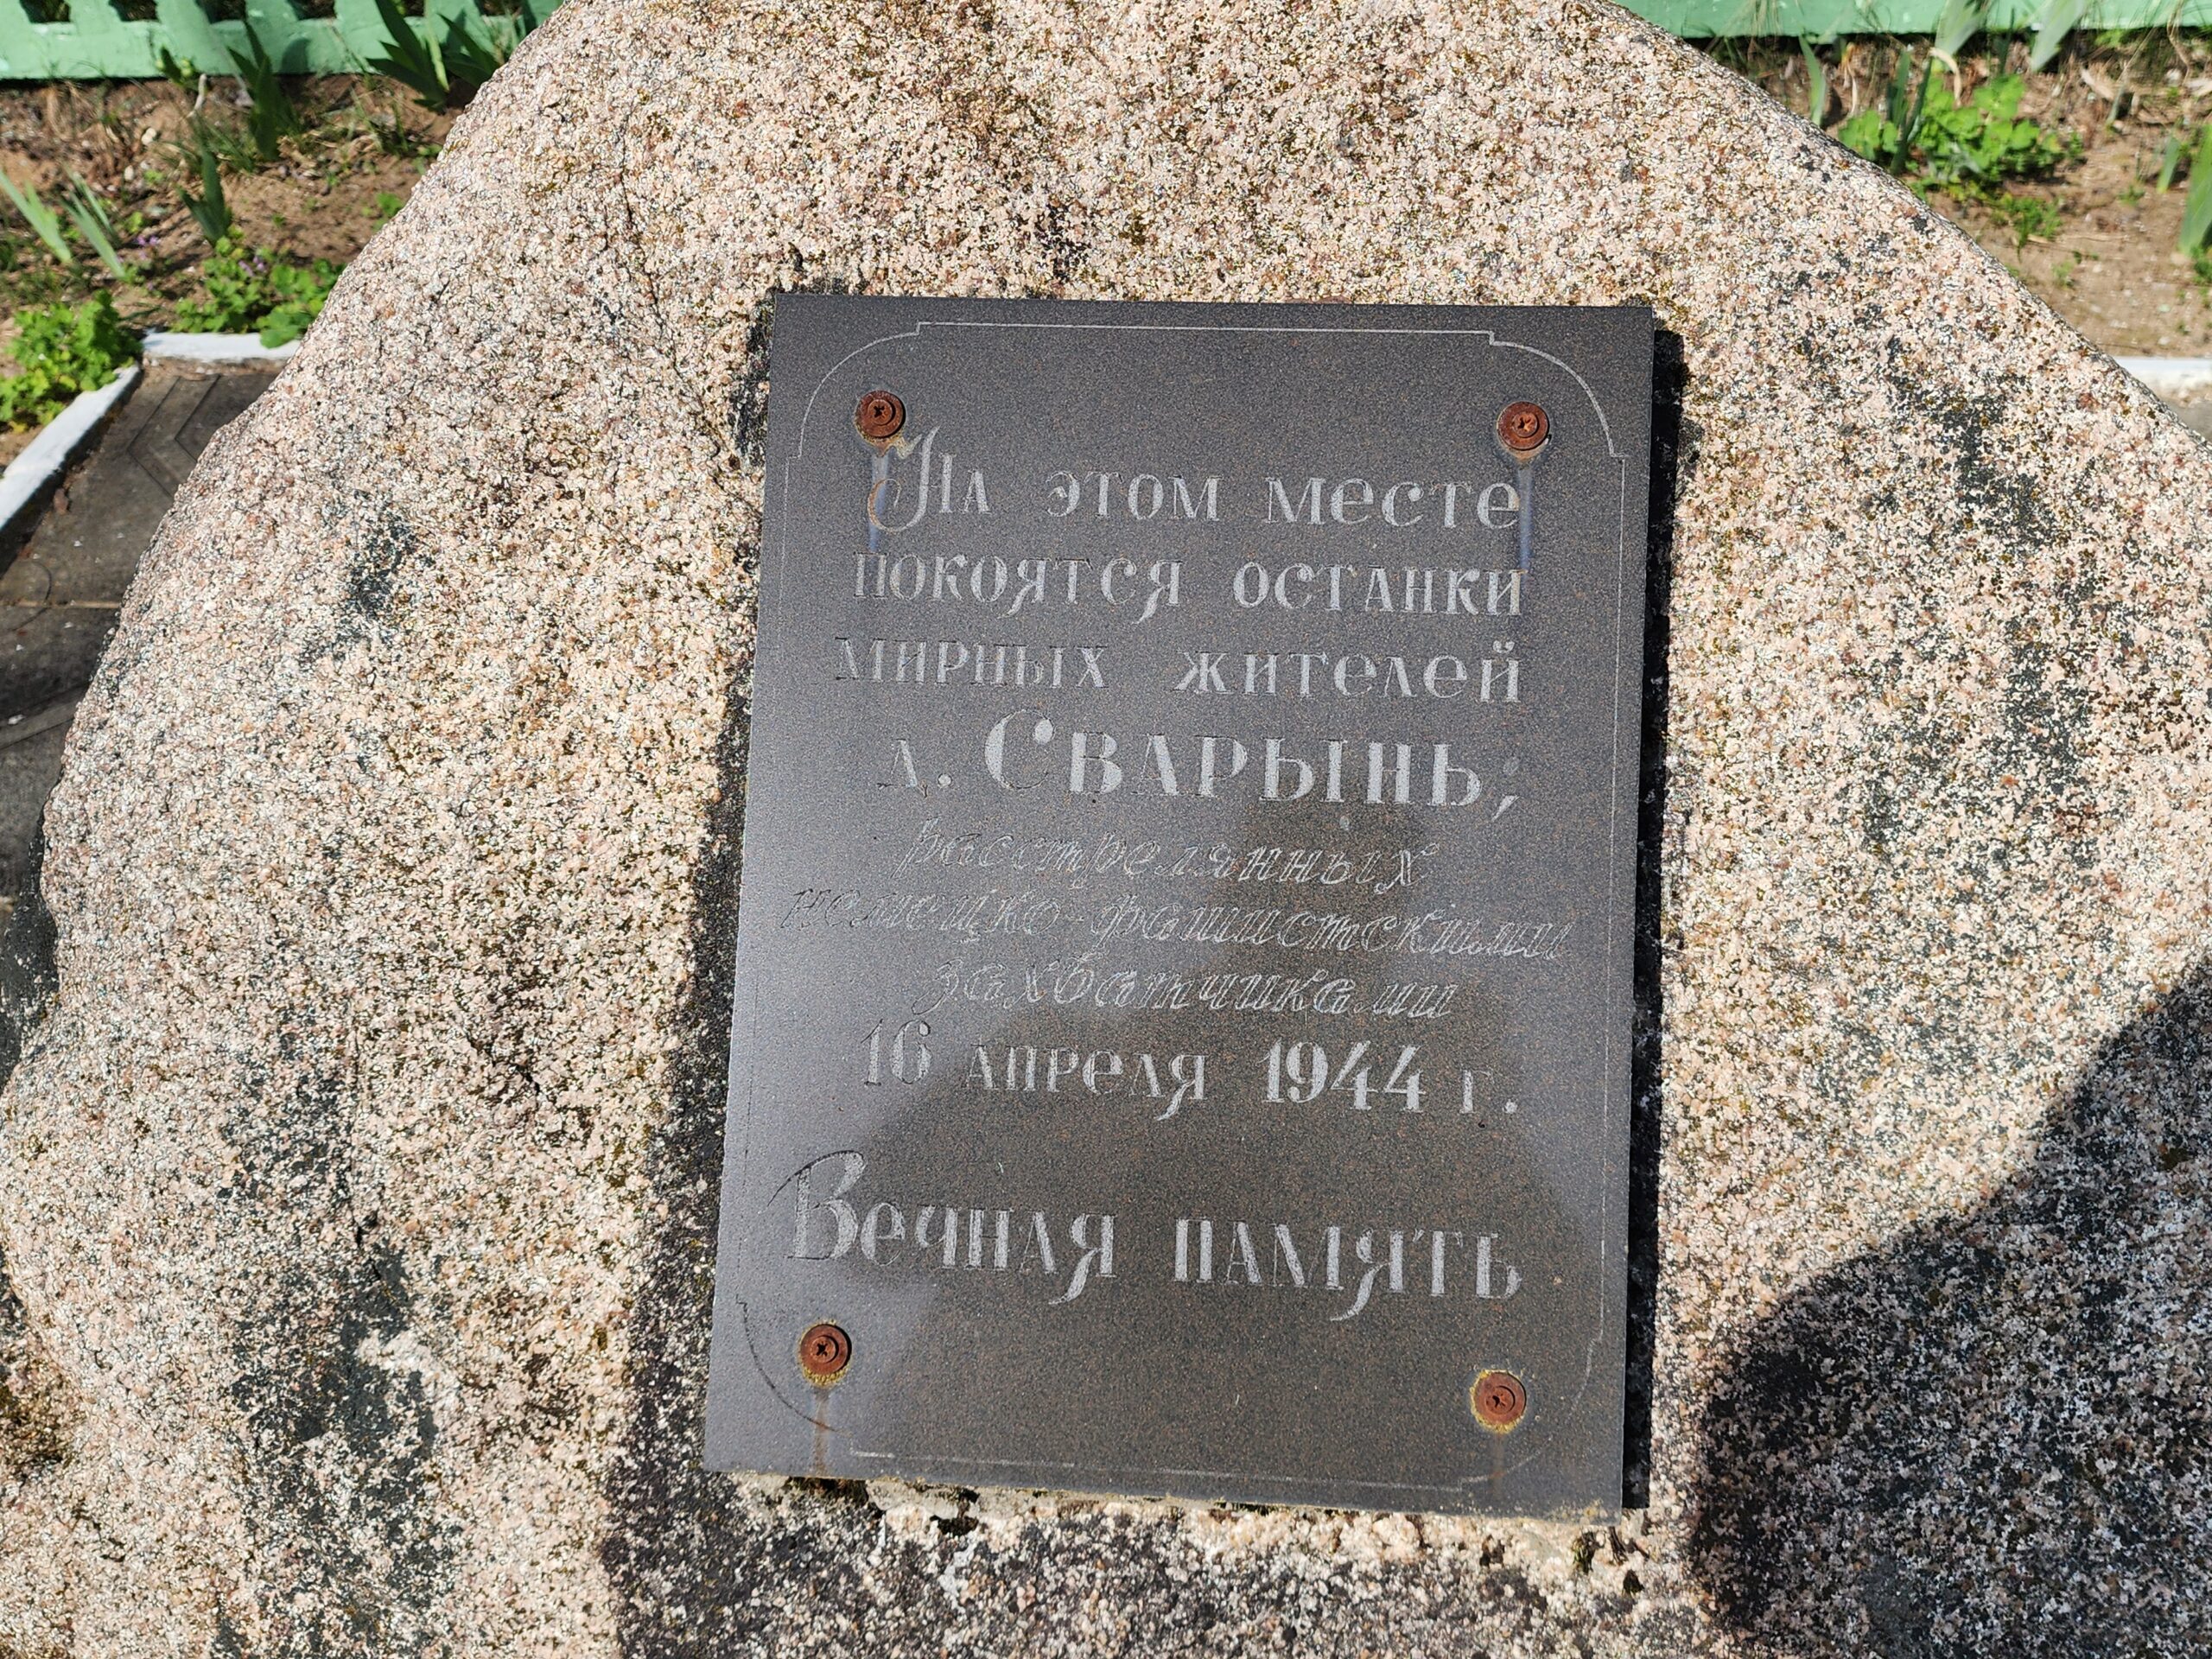 На этом месте
покоятся останки
мирных жителей
д. Сварынь,
расстрелянных
немецко-фашистскими
захватчиками
16 апреля 1944 г.
Вечная память